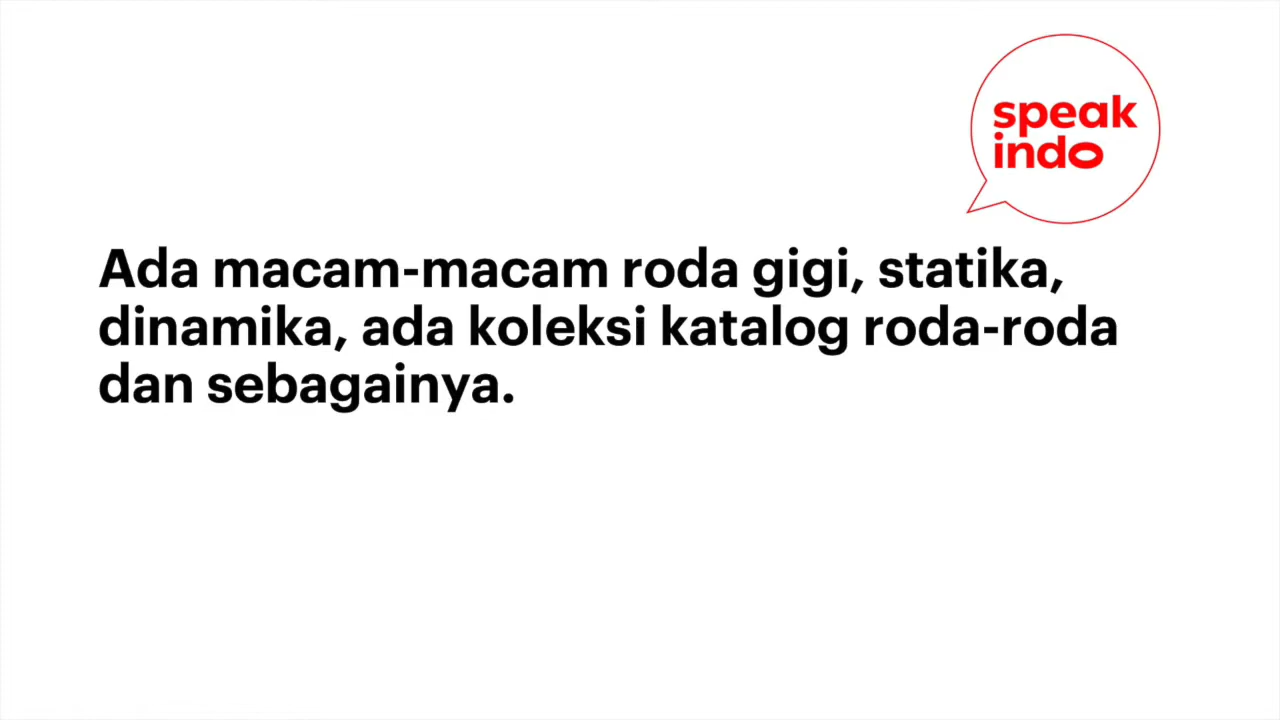 speak
indo
Ada macam-macam roda gigi, statika,
dinamika, ada koleksi katalog roda-roda
dan sebagainya.